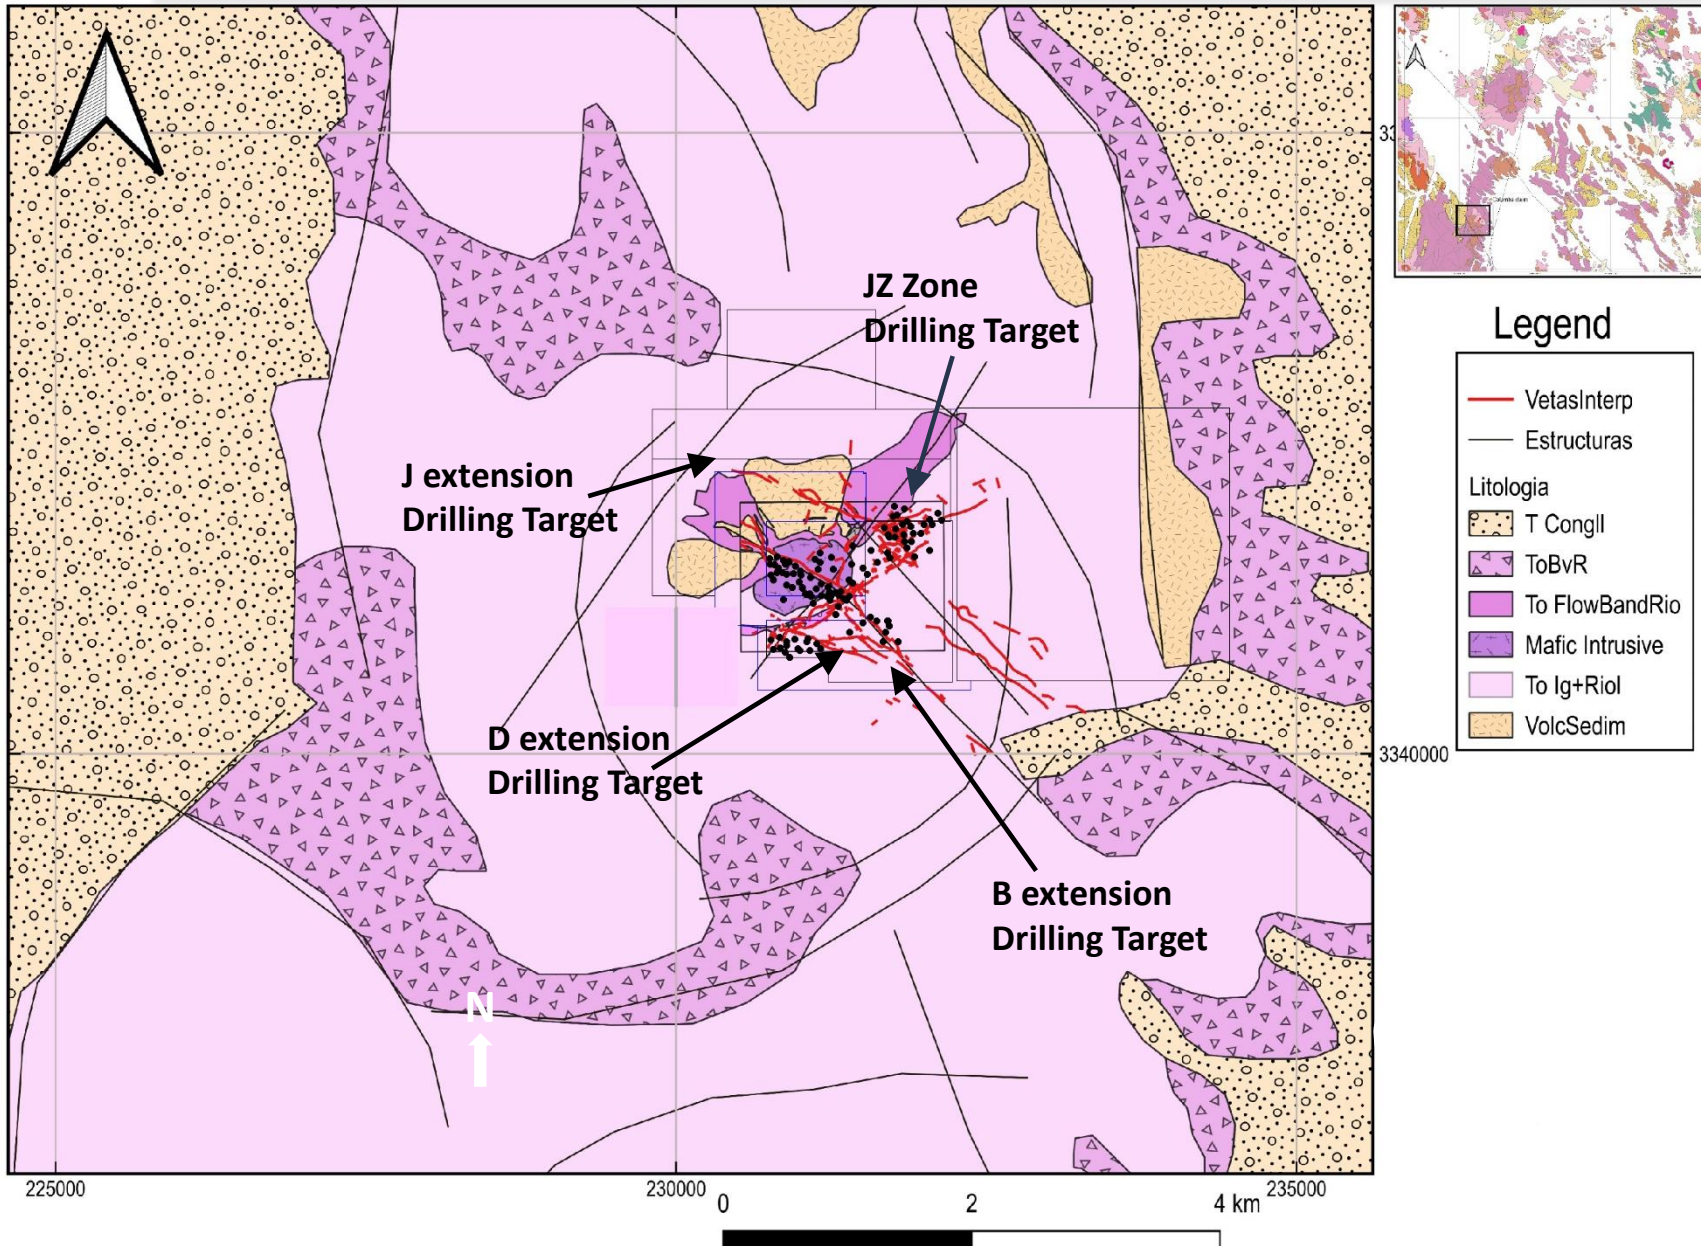 JZ Zone
Drilling Target
J extension
Drilling Target
D extension
Drilling Target
B extension
Drilling Target
N
3340000
225000
230000
235000
0
2
4 km
Legend
VetasInterp
Estructuras
Litologia
T Congll
ToBvR
To FlowBandRio
Mafic Intrusive
To Ig+Riol
VolcSedim